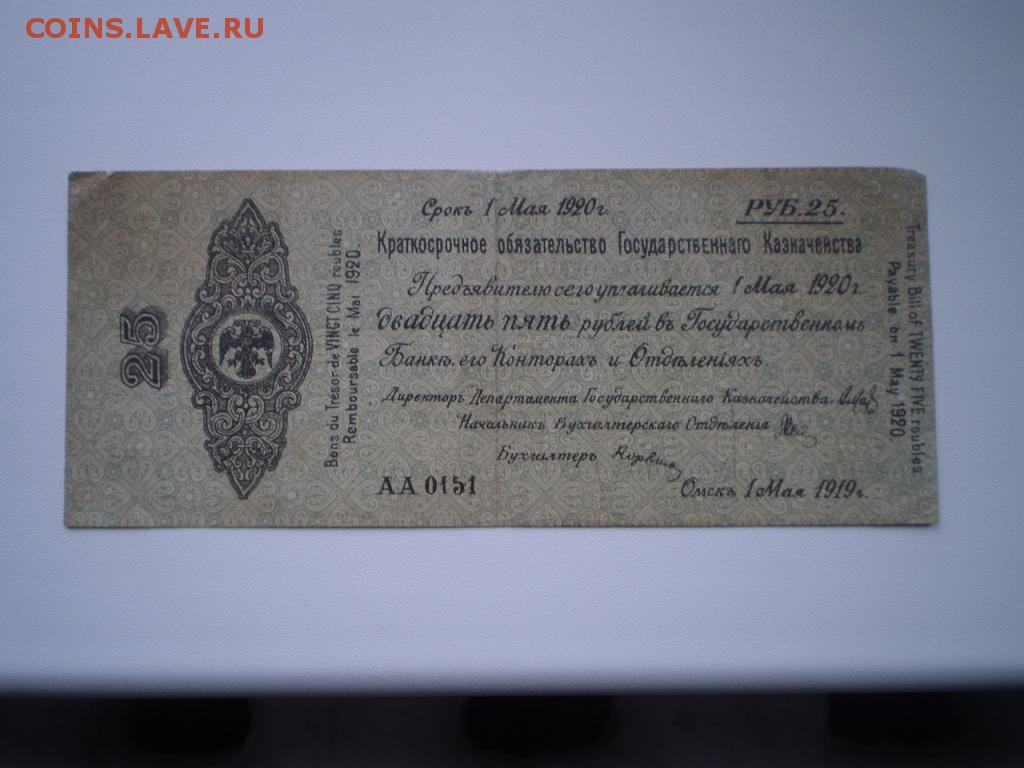 COINS.LAVE.RU
Срокъ 1 Мая 1920 г.
РУБ. 25.
Краткосрочное обязательство Государственнаго Казначейства
Предъявителю сего уплачивается 1 Мая 1920 г.
двадцать пять рублей въ Государственномъ
Банкѣ, его Конторахъ и Отдѣленіяхъ.
Директоръ Департамента Государственнаго Казначейства
Начальникъ Бухгалтерскаго Отдѣленія
Бухгалтеръ
АА 0151
Омскъ 1 Мая 1919 г.
25
Bons du Trésor de VINGT CINQ roubles
Remboursable le Mai 1920.
Treasury Bill of TWENTY FIVE roubles
Payable on 1 May 1920